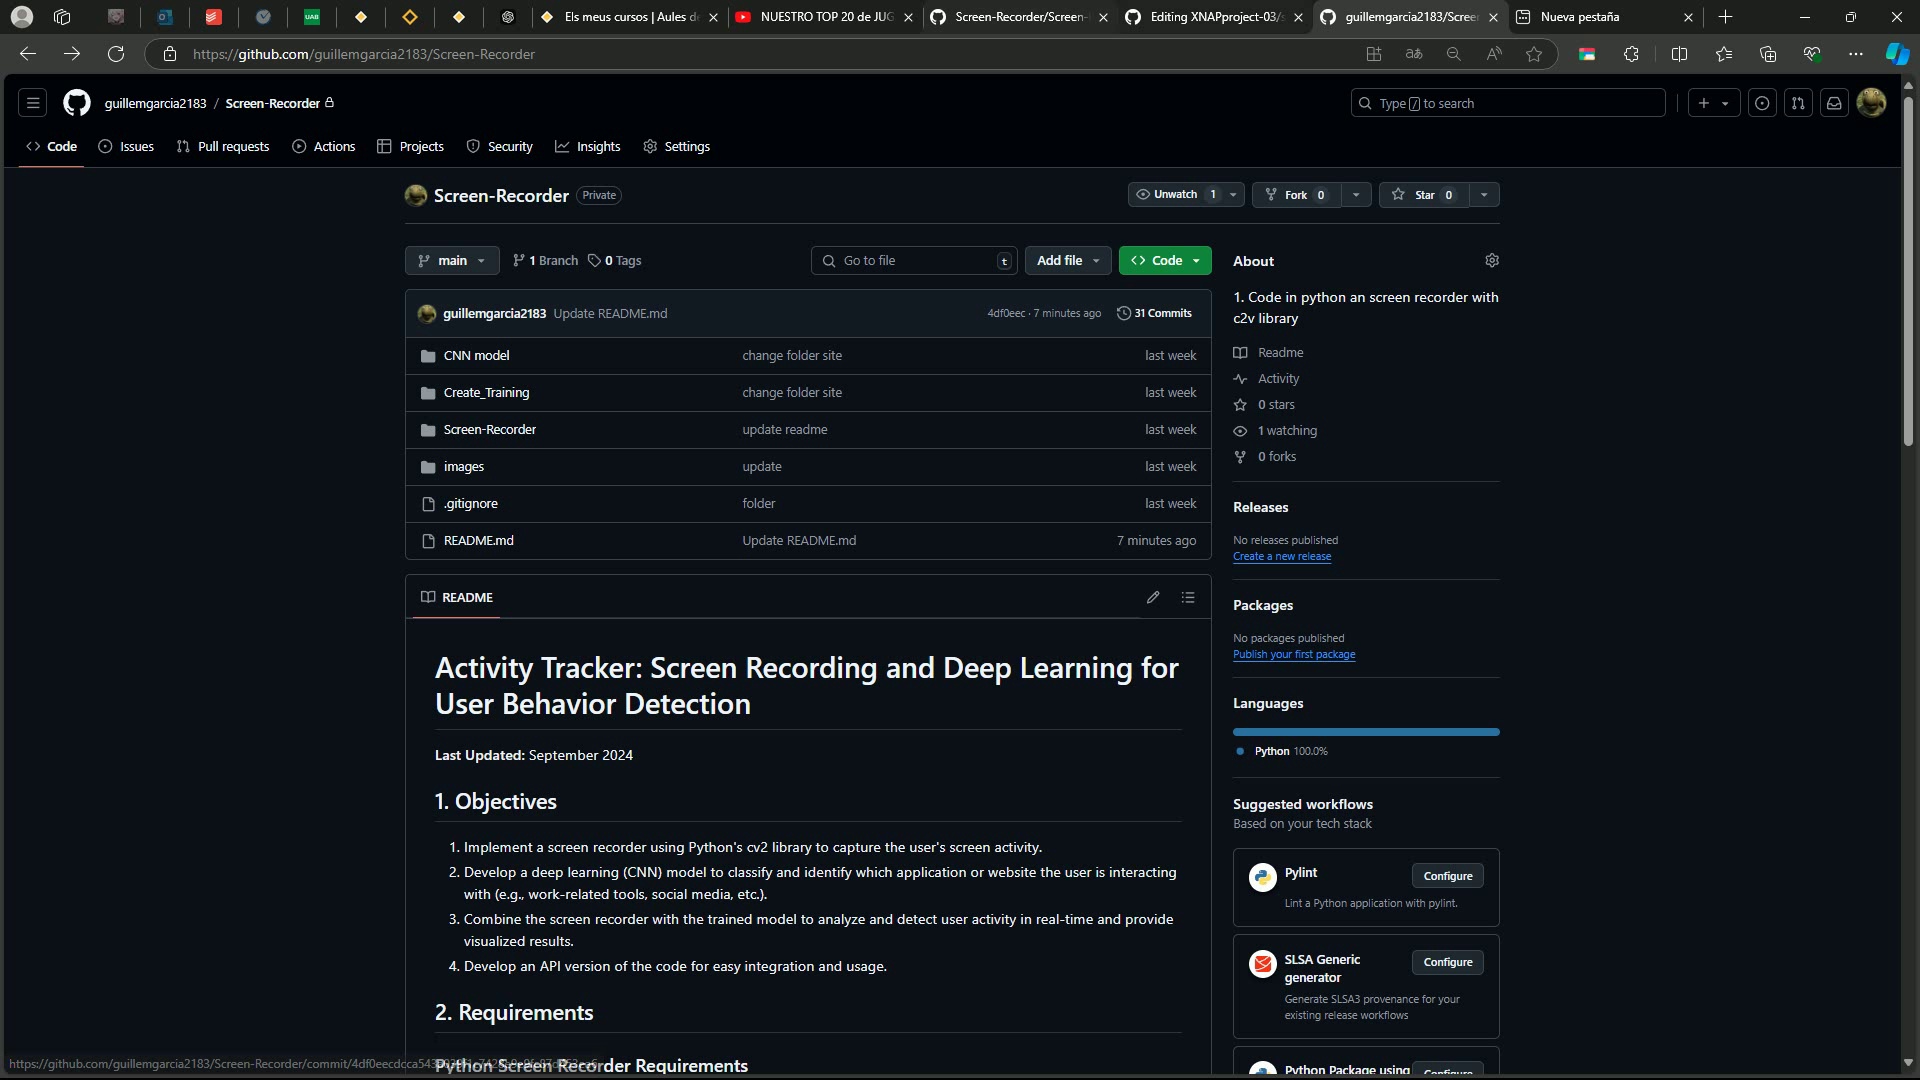 UAB
Els meus cursos | Aules d
NUESTRO TOP 20 de JUG
Screen-Recorder/Screen-
Editing XNAPproject-03/s
guillemgarcia2183/Screen
Nueva pestaña
https://github.com/guillemgarcia2183/Screen-Recorder
guillemgarcia2183 / Screen-Recorder
Type / to search
Code
Issues
Pull requests
Actions
Projects
Security
Insights
Settings
Screen-Recorder Private
Unwatch 1
Fork 0
Star 0
main
1 Branch
0 Tags
Go to file t
Add file
Code
guillemgarcia2183 Update README.md
4df0eec · 7 minutes ago
31 Commits
CNN model change folder site last week
Create_Training change folder site last week
Screen-Recorder update readme last week
images update last week
.gitignore folder last week
README.md Update README.md 7 minutes ago
README
Activity Tracker: Screen Recording and Deep Learning for
User Behavior Detection
Last Updated: September 2024
1. Objectives
1. Implement a screen recorder using Python's cv2 library to capture the user's screen activity.
2. Develop a deep learning (CNN) model to classify and identify which application or website the user is interacting
with (e.g., work-related tools, social media, etc.).
3. Combine the screen recorder with the trained model to analyze and detect user activity in real-time and provide
visualized results.
4. Develop an API version of the code for easy integration and usage.
2. Requirements
Python Screen Recorder Requirements
About
1. Code in python an screen recorder with
c2v library
Readme
Activity
0 stars
1 watching
0 forks
Releases
No releases published
Create a new release
Packages
No packages published
Publish your first package
Languages
Python 100.0%
Suggested workflows
Based on your tech stack
Pylint
Configure
Lint a Python application with pylint.
SLSA Generic
generator
Configure
Generate SLSA3 provenance for your
existing release workflows
Python Package using
Configure